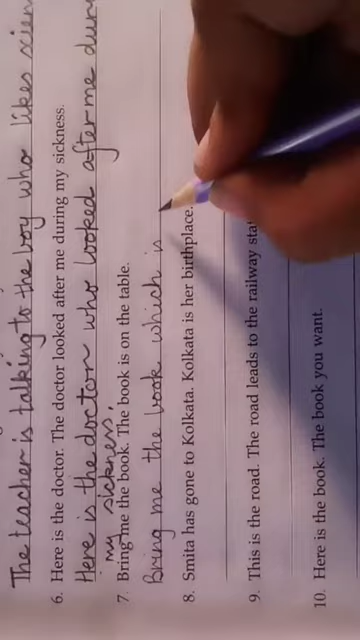 The teacher is talking to the boy who likes
6. Here is the doctor. The doctor looked after me during my sickness.
Here is the doctor who looked after me during
my sickness.
7. Bring me the book. The book is on the table.
Bring me the book which is
8. Smita has gone to Kolkata. Kolkata is her birthplace.
9. This is the road. The road leads to the railway
10. Here is the book. The book you want.